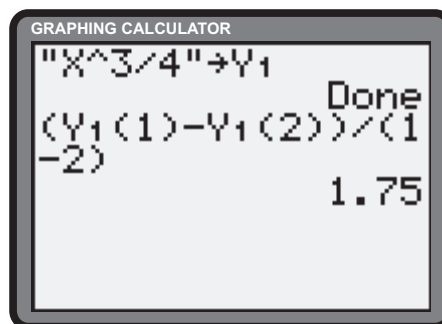 GRAPHING CALCULATOR
"X^3/4"→Y₁
Done
(Y₁(1)-Y₁(2))/(1
-2)
1.75